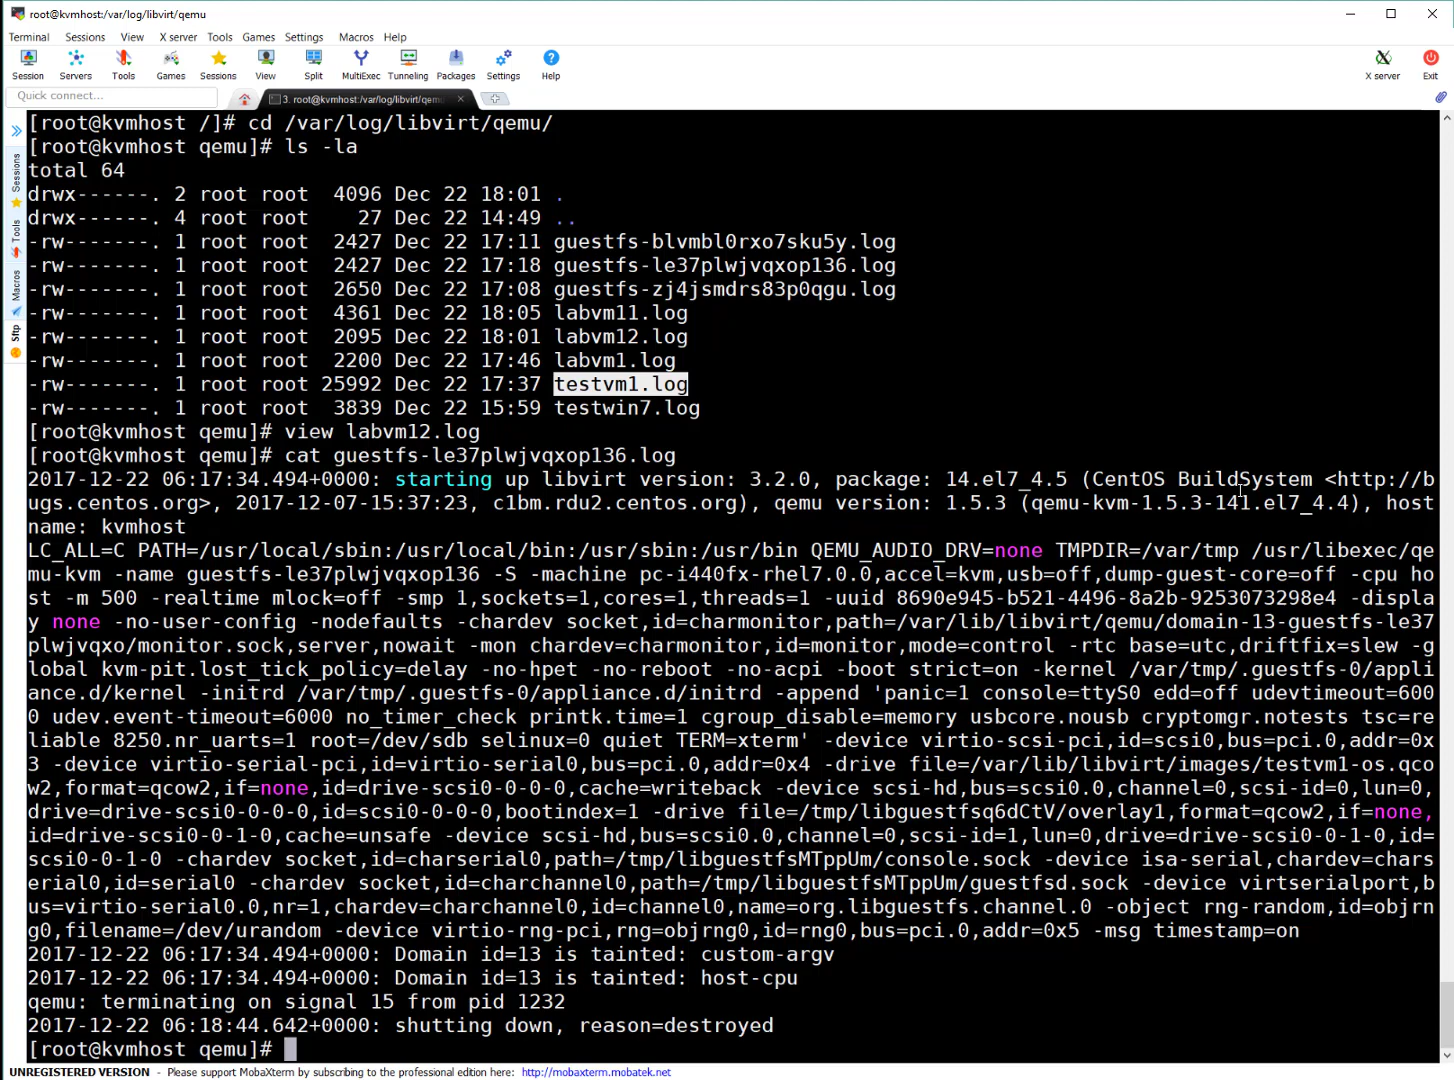 root@kvmhost:/var/log/libvirt/qemu
Terminal Sessions View X server Tools Games Settings Macros Help
Session Servers Tools Games Sessions View Split MultiExec Tunneling Packages Settings Help X server Exit
Quick connect...
3. root@kvmhost:/var/log/libvirt/qemu
Sessions
Tools
Macros
Sftp
[root@kvmhost /]# cd /var/log/libvirt/qemu/
[root@kvmhost qemu]# ls -la
total 64
drwx------. 2 root root  4096 Dec 22 18:01 .
drwx------. 4 root root    27 Dec 22 14:49 ..
-rw-------. 1 root root  2427 Dec 22 17:11 guestfs-blvmbl0rxo7sku5y.log
-rw-------. 1 root root  2427 Dec 22 17:18 guestfs-le37plwjvqxop136.log
-rw-------. 1 root root  2650 Dec 22 17:08 guestfs-zj4jsmdrs83p0qgu.log
-rw-------. 1 root root  4361 Dec 22 18:05 labvm11.log
-rw-------. 1 root root  2095 Dec 22 18:01 labvm12.log
-rw-------. 1 root root  2200 Dec 22 17:46 labvm1.log
-rw-------. 1 root root 25992 Dec 22 17:37 testvm1.log
-rw-------. 1 root root  3839 Dec 22 15:59 testwin7.log
[root@kvmhost qemu]# view labvm12.log
[root@kvmhost qemu]# cat guestfs-le37plwjvqxop136.log
2017-12-22 06:17:34.494+0000: starting up libvirt version: 3.2.0, package: 14.el7_4.5 (CentOS BuildSystem <http://b
ugs.centos.org>, 2017-12-07-15:37:23, c1bm.rdu2.centos.org), qemu version: 1.5.3 (qemu-kvm-1.5.3-141.el7_4.4), host
name: kvmhost
LC_ALL=C PATH=/usr/local/sbin:/usr/local/bin:/usr/sbin:/usr/bin QEMU_AUDIO_DRV=none TMPDIR=/var/tmp /usr/libexec/qe
mu-kvm -name guestfs-le37plwjvqxop136 -S -machine pc-i440fx-rhel7.0.0,accel=kvm,usb=off,dump-guest-core=off -cpu ho
st -m 500 -realtime mlock=off -smp 1,sockets=1,cores=1,threads=1 -uuid 8690e945-b521-4496-8a2b-9253073298e4 -displa
y none -no-user-config -nodefaults -chardev socket,id=charmonitor,path=/var/lib/libvirt/qemu/domain-13-guestfs-le37
plwjvqxo/monitor.sock,server,nowait -mon chardev=charmonitor,id=monitor,mode=control -rtc base=utc,driftfix=slew -g
lobal kvm-pit.lost_tick_policy=delay -no-hpet -no-reboot -no-acpi -boot strict=on -kernel /var/tmp/.guestfs-0/appli
ance.d/kernel -initrd /var/tmp/.guestfs-0/appliance.d/initrd -append 'panic=1 console=ttyS0 edd=off udevtimeout=600
0 udev.event-timeout=6000 no_timer_check printk.time=1 cgroup_disable=memory usbcore.nousb cryptomgr.notests tsc=re
liable 8250.nr_uarts=1 root=/dev/sdb selinux=0 quiet TERM=xterm' -device virtio-scsi-pci,id=scsi0,bus=pci.0,addr=0x
3 -device virtio-serial-pci,id=virtio-serial0,bus=pci.0,addr=0x4 -drive file=/var/lib/libvirt/images/testvm1-os.qco
w2,format=qcow2,if=none,id=drive-scsi0-0-0-0,cache=writeback -device scsi-hd,bus=scsi0.0,channel=0,scsi-id=0,lun=0,
drive=drive-scsi0-0-0-0,id=scsi0-0-0-0,bootindex=1 -drive file=/tmp/libguestfsq6dCtV/overlay1,format=qcow2,if=none,
id=drive-scsi0-0-1-0,cache=unsafe -device scsi-hd,bus=scsi0.0,channel=0,scsi-id=1,lun=0,drive=drive-scsi0-0-1-0,id=
scsi0-0-1-0 -chardev socket,id=charserial0,path=/tmp/libguestfsMTppUm/console.sock -device isa-serial,chardev=chars
erial0,id=serial0 -chardev socket,id=charchannel0,path=/tmp/libguestfsMTppUm/guestfsd.sock -device virtserialport,b
us=virtio-serial0.0,nr=1,chardev=charchannel0,id=channel0,name=org.libguestfs.channel.0 -object rng-random,id=objrn
g0,filename=/dev/urandom -device virtio-rng-pci,rng=objrng0,id=rng0,bus=pci.0,addr=0x5 -msg timestamp=on
2017-12-22 06:17:34.494+0000: Domain id=13 is tainted: custom-argv
2017-12-22 06:17:34.494+0000: Domain id=13 is tainted: host-cpu
qemu: terminating on signal 15 from pid 1232
2017-12-22 06:18:44.642+0000: shutting down, reason=destroyed
[root@kvmhost qemu]#
UNREGISTERED VERSION - Please support MobaXterm by subscribing to the professional edition here: http://mobaxterm.mobatek.net